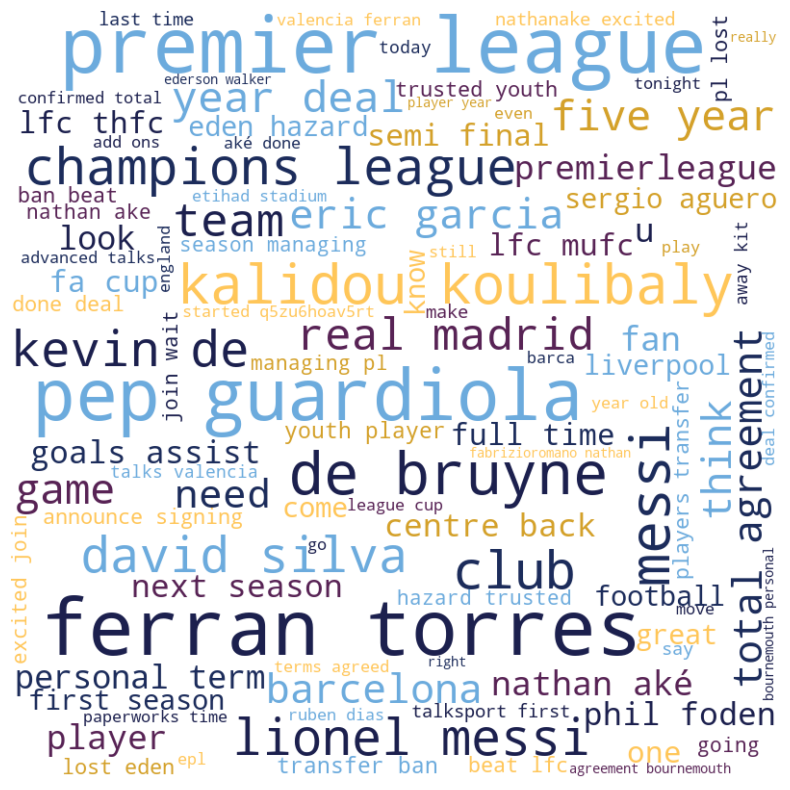 last time
valencia ferran
nathanake excited
premier league
today
pl lost
really
ederson walker
confirmed total
year deal
player year
trusted youth
tonight
five year
lfc thfc
eden hazard
even
semi final
add ons
aké done
champions league
premierleague
ban beat
etihad stadium
sergio aguero
nathan ake
team
eric garcia
u
look
england
season managing
lfc mufc
play
away kit
advanced talks
still
know
fa cup
kalidou koulibaly
done deal
started q5zu6hoav5rt
make
join wait
real madrid
fan
kevin de
managing pl
barca
liverpool
deal confirmed
pep guardiola
year old
think
total agreement
youth player
full time
messi
players transfer
goals assist
fabrizioromano nathan
talks valencia
de bruyne
game
need
come
league cup
announce signing
centre back
go
david silva
club
excited join
next season
hazard trusted
football
move
bournemouth personal
ferran torres
great
say
right
personal term
terms agreed
barcelona
nathan aké
first season
paperworks time
ruben dias
talksport first
phil foden
player
lionel messi
one
going
lost eden
epl
transfer ban
beat lfc
agreement bournemouth